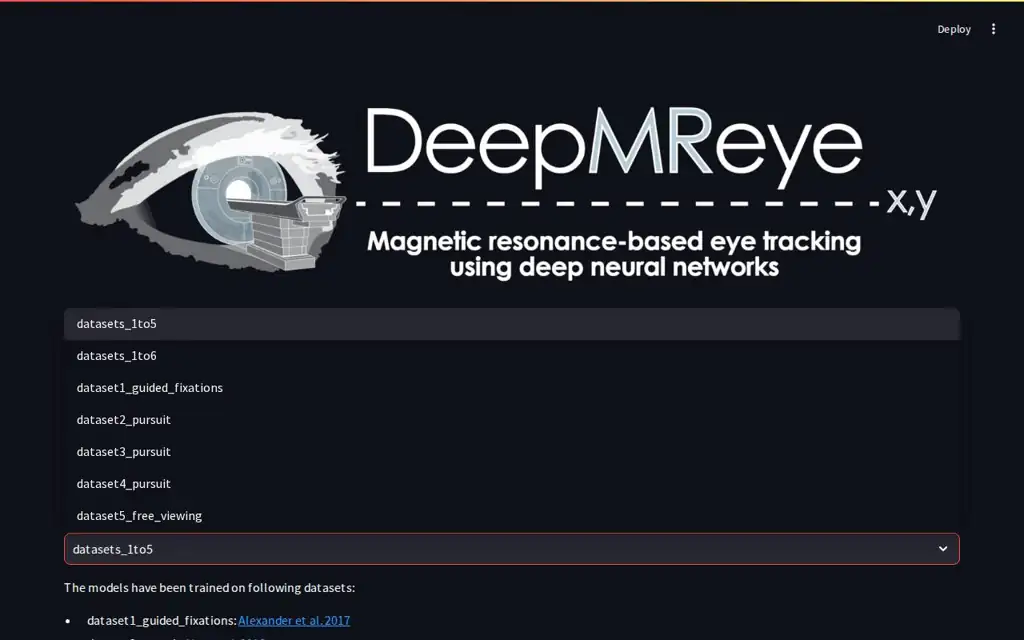 Deploy
DeepMReye
x,y
Magnetic resonance-based eye tracking
using deep neural networks
datasets_1to5
datasets_1to6
dataset1_guided_fixations
dataset2_pursuit
dataset3_pursuit
dataset4_pursuit
dataset5_free_viewing
datasets_1to5
The models have been trained on following datasets:
• dataset1_guided_fixations: Alexander et al. 2017